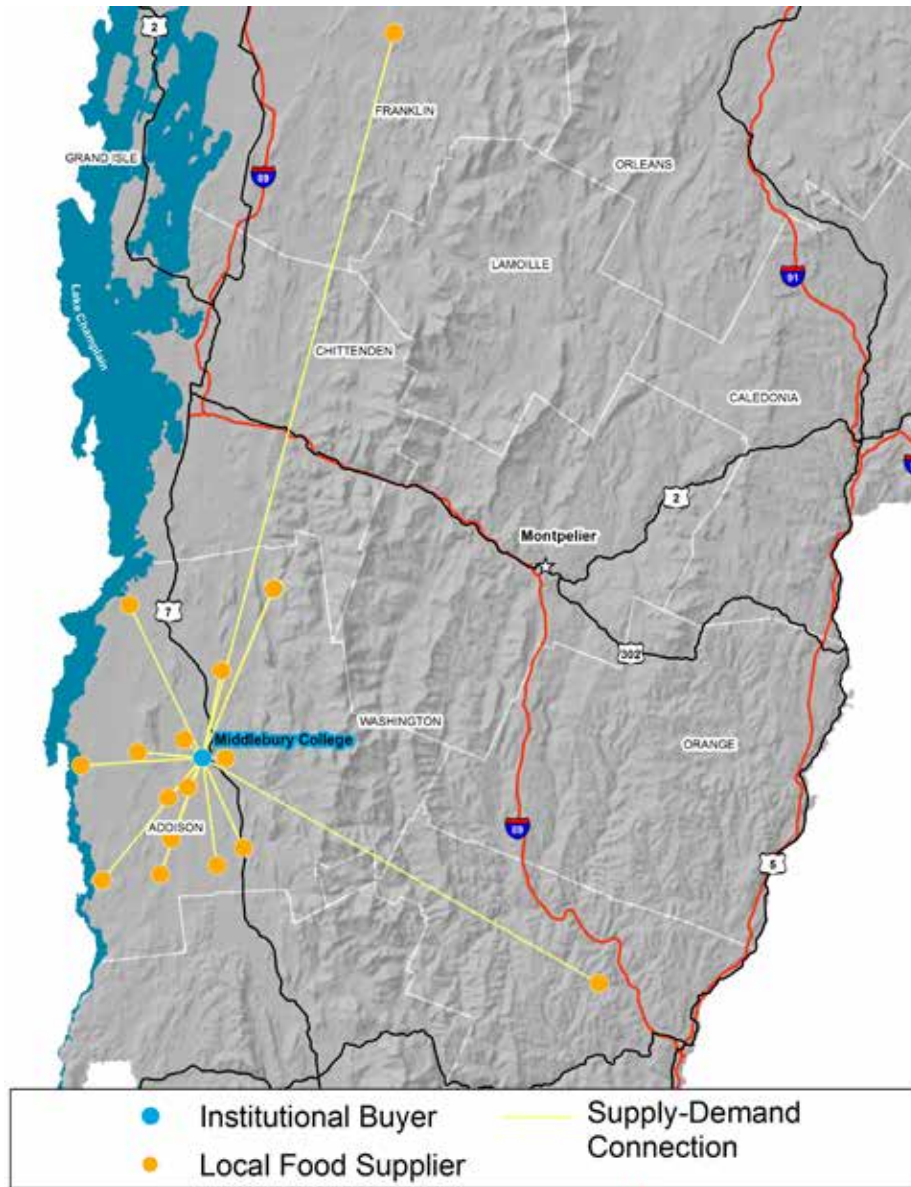 2
FRANKLIN
GRAND ISLE
ORLEANS
89
LAMOILLE
91
Lake Champlain
CHITTENDEN
CALEDONIA
2
Montpelier
7
302
WASHINGTON
Middlebury College
ORANGE
ADDISON
89
5
Institutional Buyer
Supply-Demand
Connection
Local Food Supplier